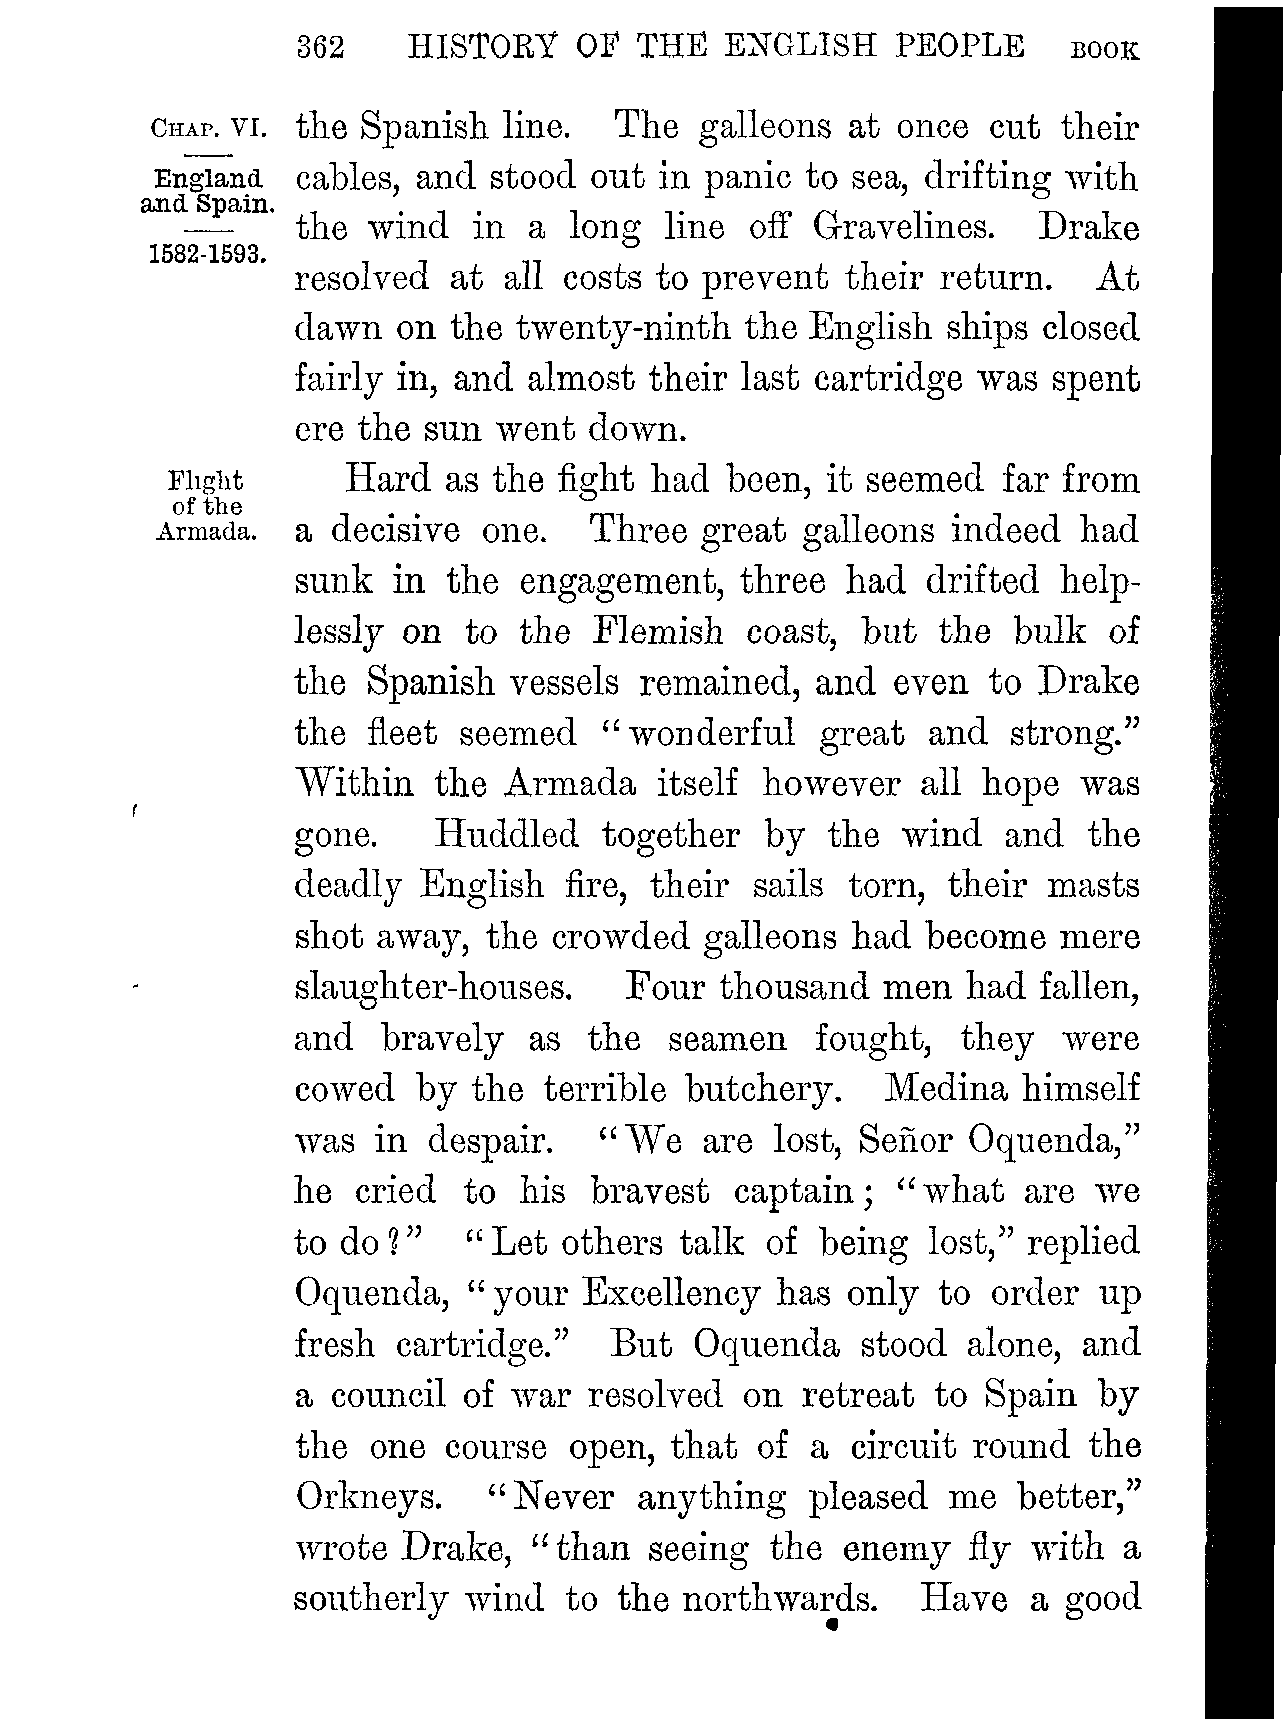 362 HISTORY OF THE ENGLISH PEOPLE BOOK
CHAP. VI.
England
and Spain.
1582-1593.
the Spanish line. The galleons at once cut their
cables, and stood out in panic to sea, drifting with
the wind in a long line off Gravelines. Drake
resolved at all costs to prevent their return. At
dawn on the twenty-ninth the English ships closed
fairly in, and almost their last cartridge was spent
ere the sun went down.
Flight
of the
Armada.
Hard as the fight had been, it seemed far from
a decisive one. Three great galleons indeed had
sunk in the engagement, three had drifted help-
lessly on to the Flemish coast, but the bulk of
the Spanish vessels remained, and even to Drake
the fleet seemed "wonderful great and strong."
Within the Armada itself however all hope was
gone. Huddled together by the wind and the
deadly English fire, their sails torn, their masts
shot away, the crowded galleons had become mere
slaughter-houses. Four thousand men had fallen,
and bravely as the seamen fought, they were
cowed by the terrible butchery. Medina himself
was in despair. "We are lost, Señor Oquenda,"
he cried to his bravest captain; "what are we
to do?" "Let others talk of being lost," replied
Oquenda, "your Excellency has only to order up
fresh cartridge." But Oquenda stood alone, and
a council of war resolved on retreat to Spain by
the one course open, that of a circuit round the
Orkneys. "Never anything pleased me better,"
wrote Drake, "than seeing the enemy fly with a
southerly wind to the northwards. Have a good